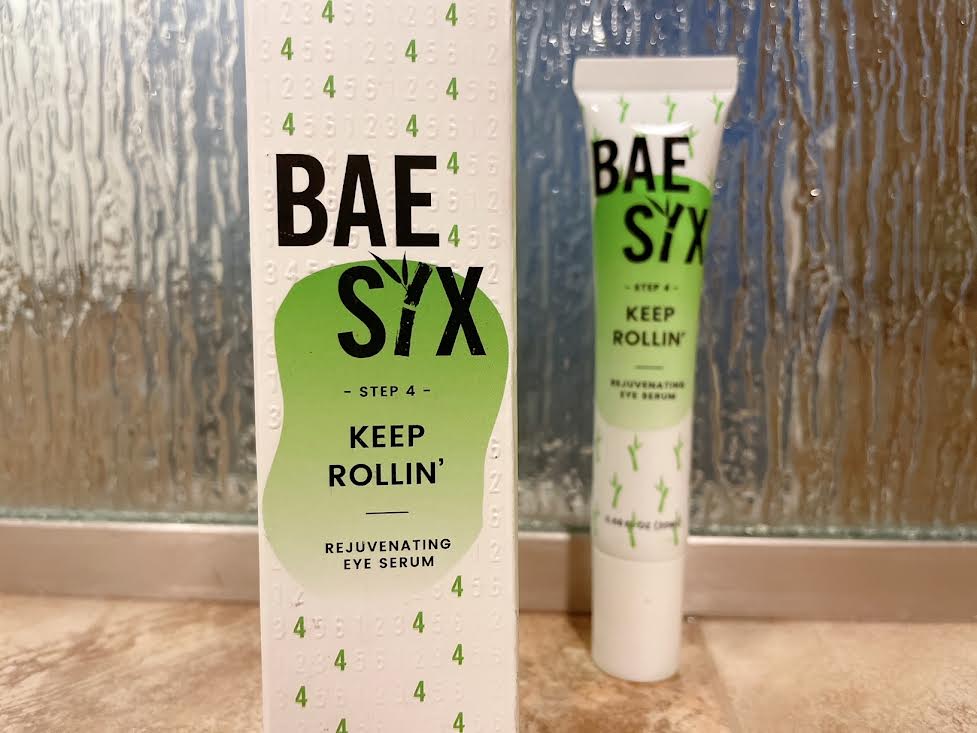 BAE
SIX
- STEP 4 -
KEEP
ROLLIN'
REJUVENATING
EYE SERUM
BAE
SIX
- STEP 4 -
KEEP
ROLLIN'
REJUVENATING
EYE SERUM